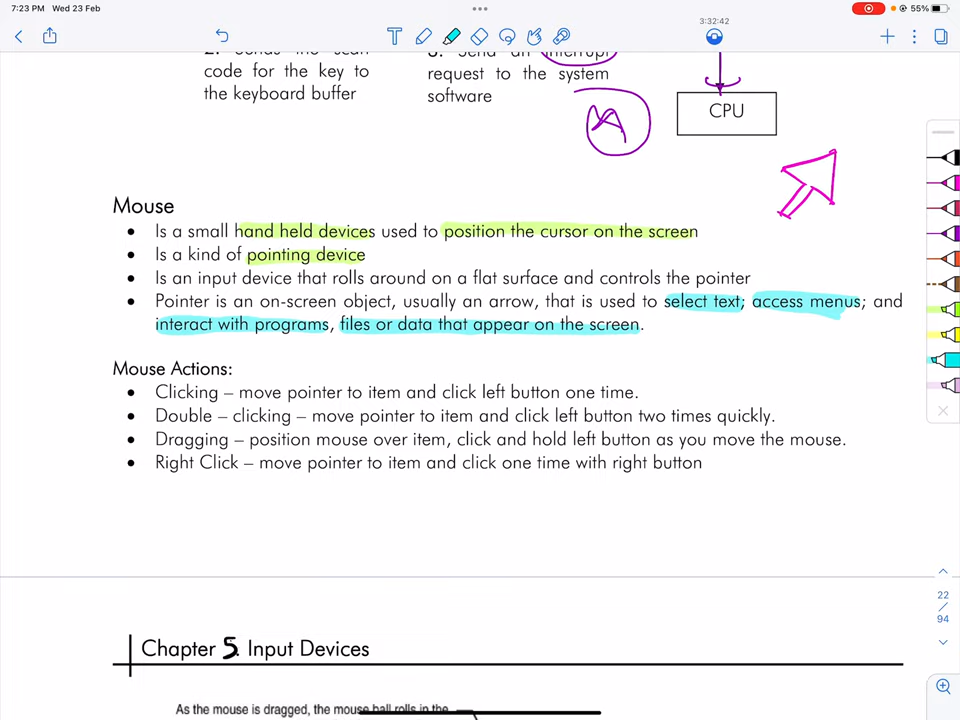 7:23 PM Wed 23 Feb
55%
3:32:42
2. Sends the scan
code for the key to
the keyboard buffer
3. Send an interrupt
request to the system
software
CPU
Mouse
• Is a small hand held devices used to position the cursor on the screen
• Is a kind of pointing device
• Is an input device that rolls around on a flat surface and controls the pointer
• Pointer is an on-screen object, usually an arrow, that is used to select text; access menus; and
interact with programs, files or data that appear on the screen.
Mouse Actions:
• Clicking – move pointer to item and click left button one time.
• Double – clicking – move pointer to item and click left button two times quickly.
• Dragging – position mouse over item, click and hold left button as you move the mouse.
• Right Click – move pointer to item and click one time with right button
22
/
94
Chapter 5. Input Devices
As the mouse is dragged, the mouse ball rolls in the